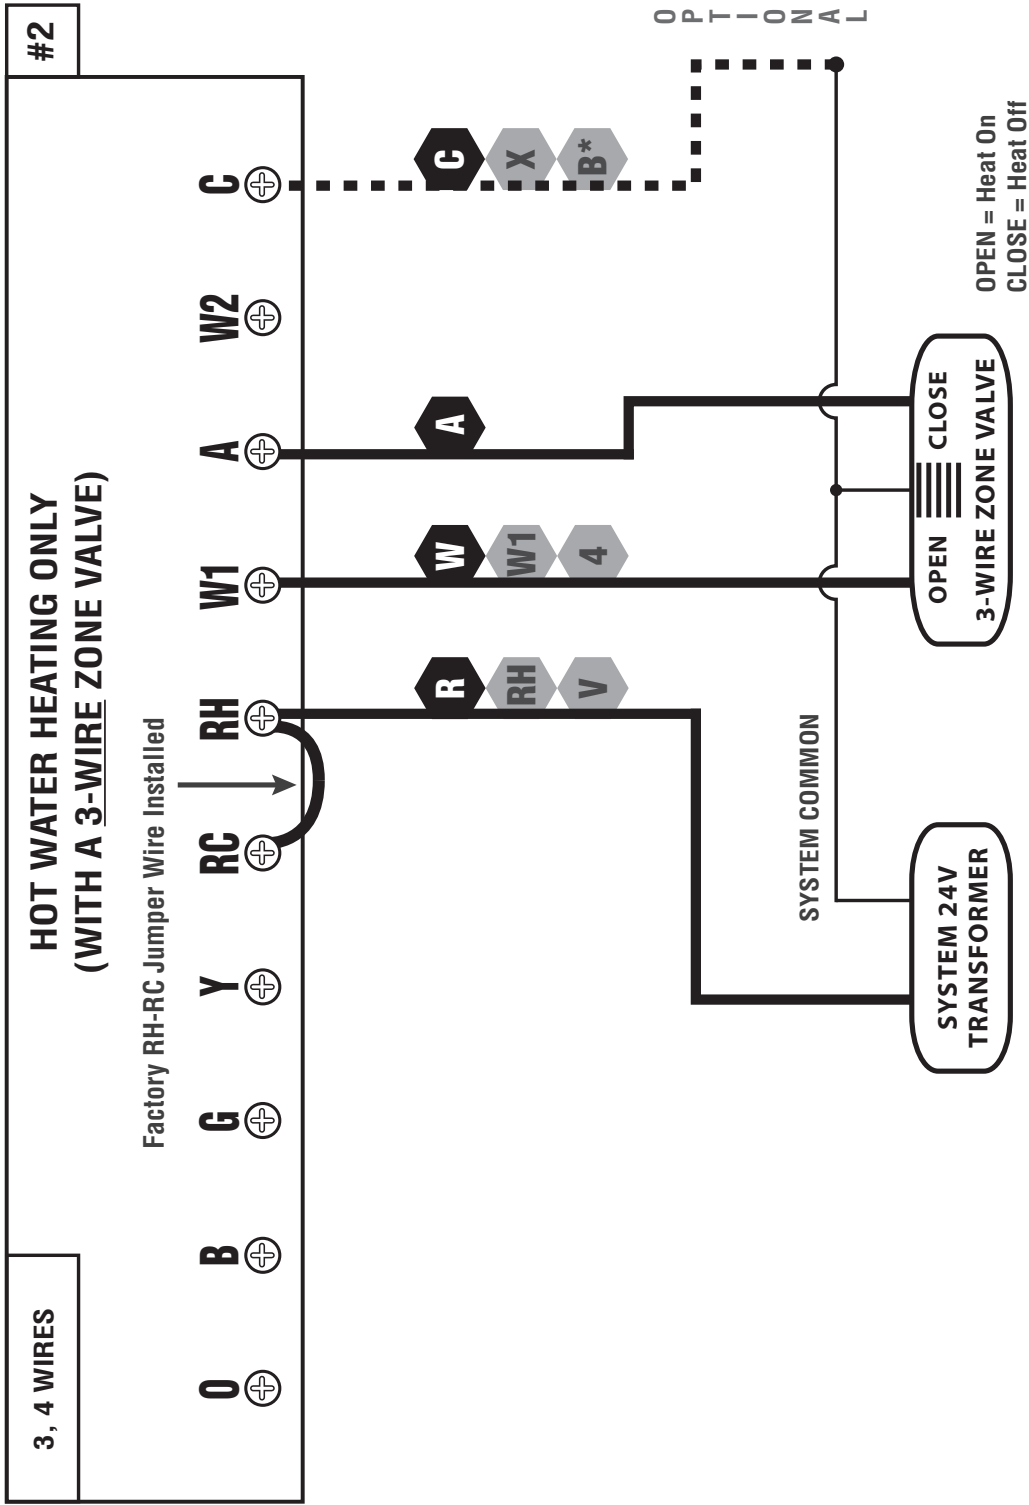 3, 4 WIRES
#2
HOT WATER HEATING ONLY
(WITH A 3-WIRE ZONE VALVE)
Factory RH-RC Jumper Wire Installed
O B G Y RC RH W1 A W2 C
R W A C
RH W1 X
V 4 B*
OPTIONAL
SYSTEM COMMON
SYSTEM 24V
TRANSFORMER
OPEN CLOSE
3-WIRE ZONE VALVE
OPEN = Heat On
CLOSE = Heat Off